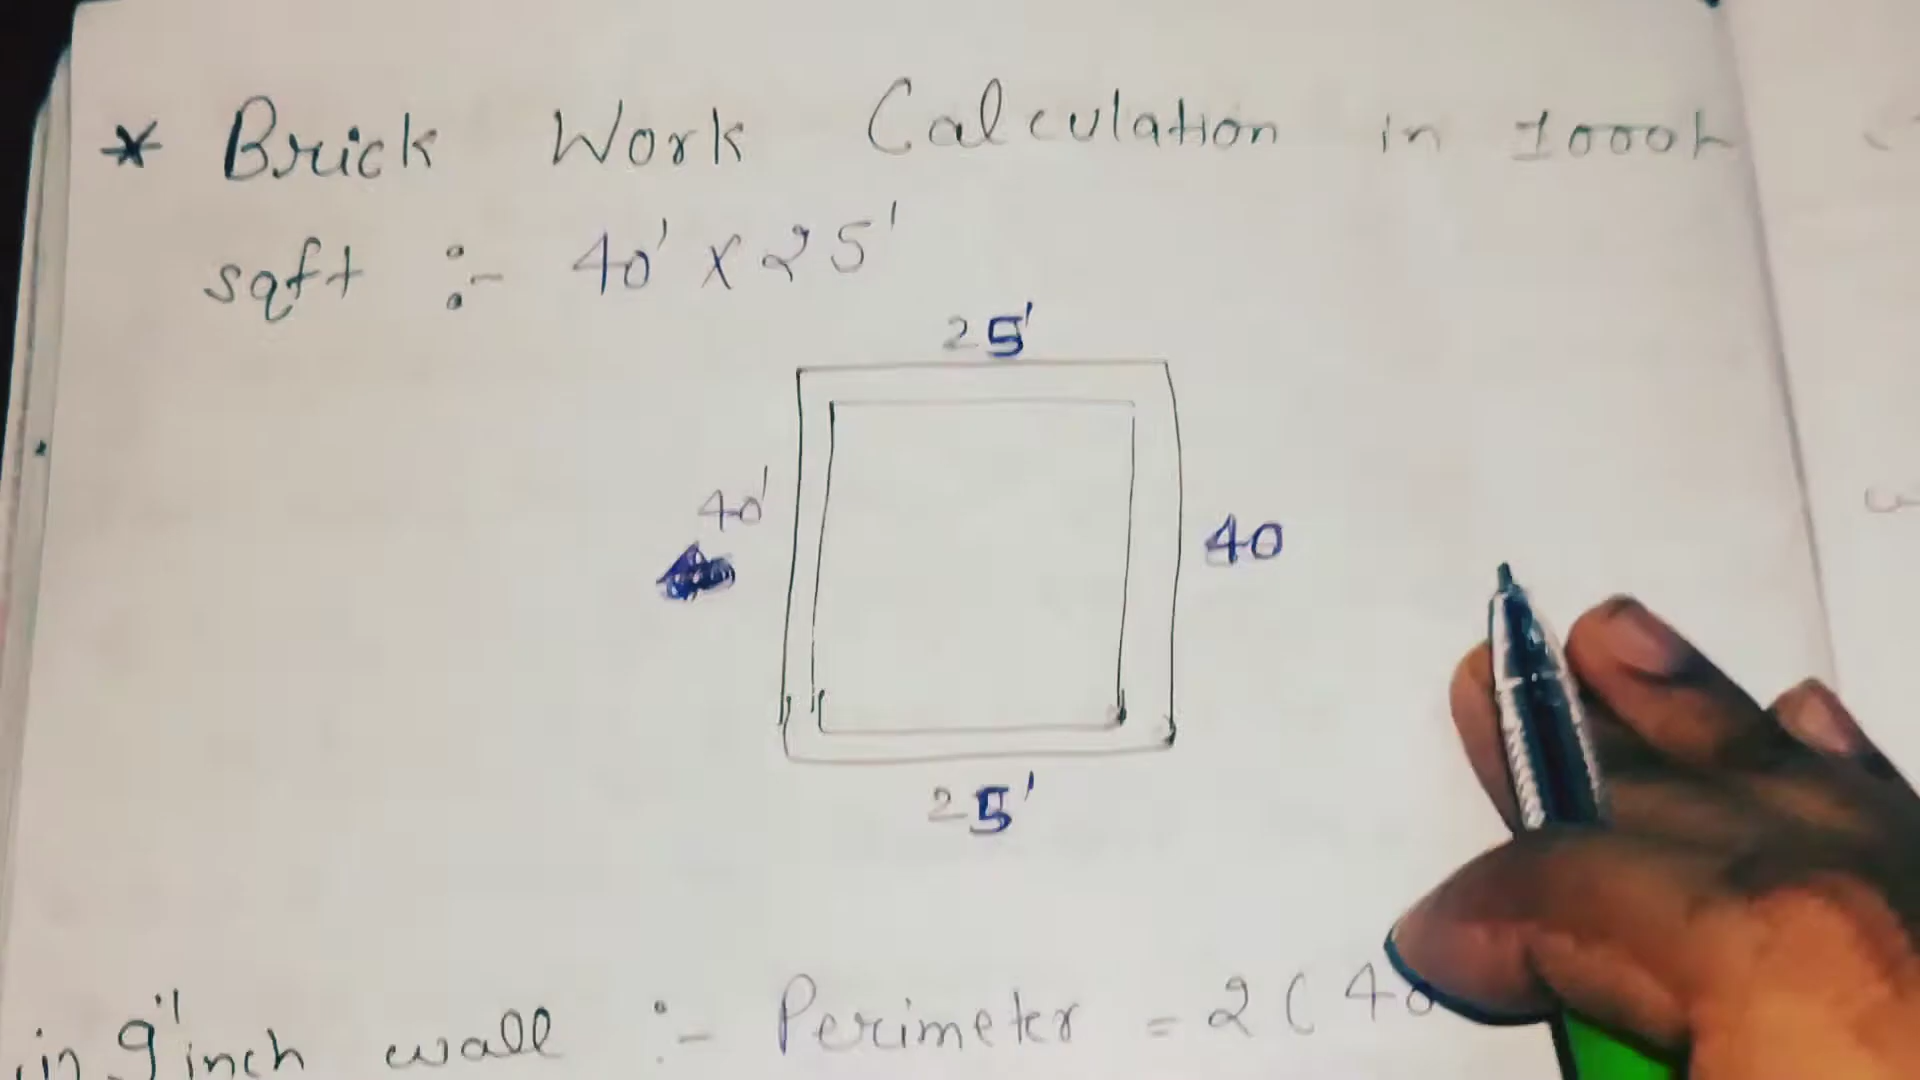 * Brick Work Calculation in 1000
sqft :- 40' x 25'
25'
40'
40
25'
in 9" inch wall :- Perimeter = 2 ( 40